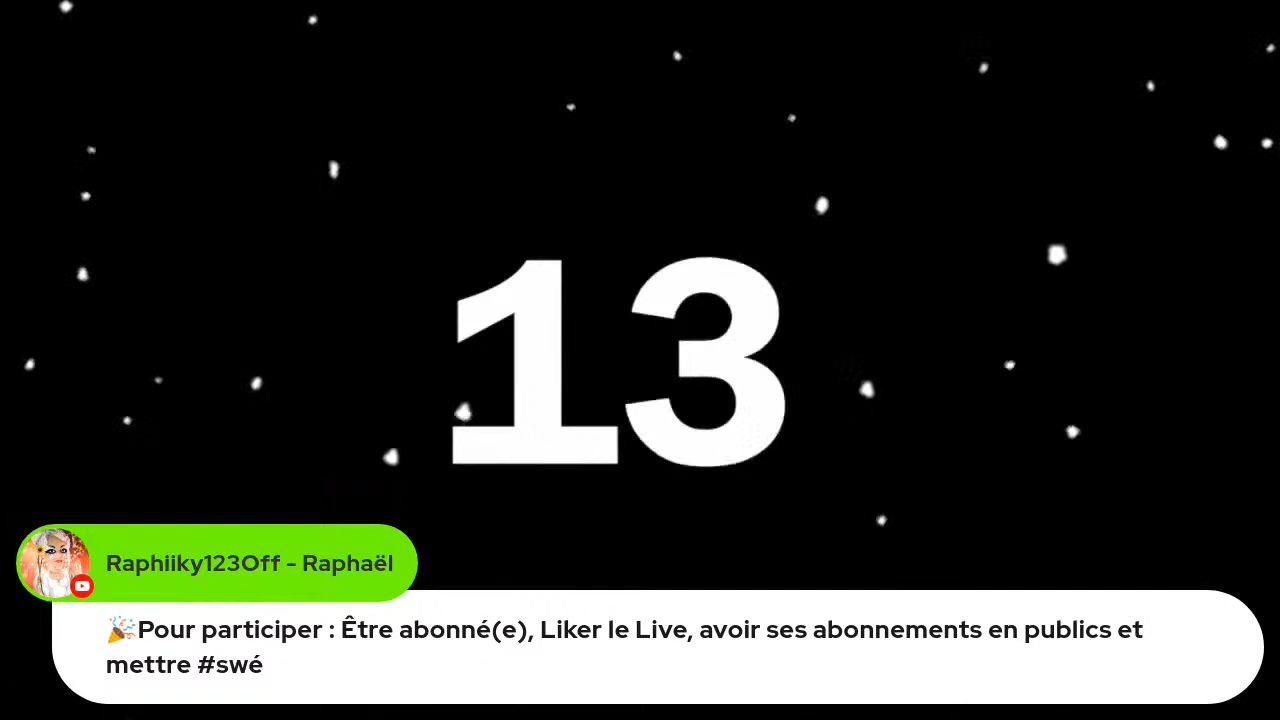 13
Raphiiky123Off - Raphaël
🎉Pour participer : Être abonné(e), Liker le Live, avoir ses abonnements en publics et
mettre #swé